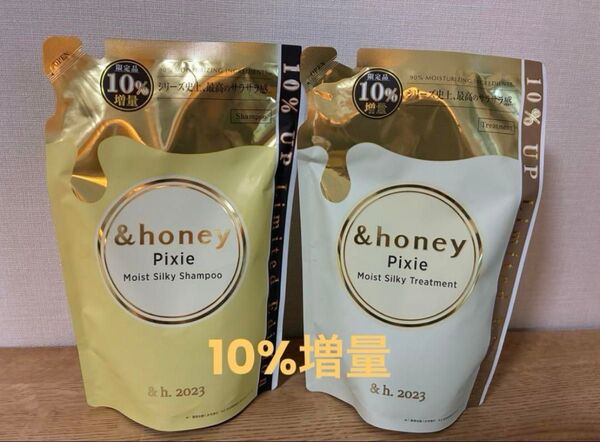 OPEN
限定品
10%
増量
シリーズ史上、最高のサラサラ感
Shampoo
10% UP Limited
&honey
Pixie
Moist Silky Shampoo
& h. 2023
限定品
10%
増量
90% MOISTURIZING INGREDIENTS
シリーズ史上、最高のサラサラ感
Treatment
10% UP
&honey
Pixie
Moist Silky Treatment
& h. 2023
10%増量